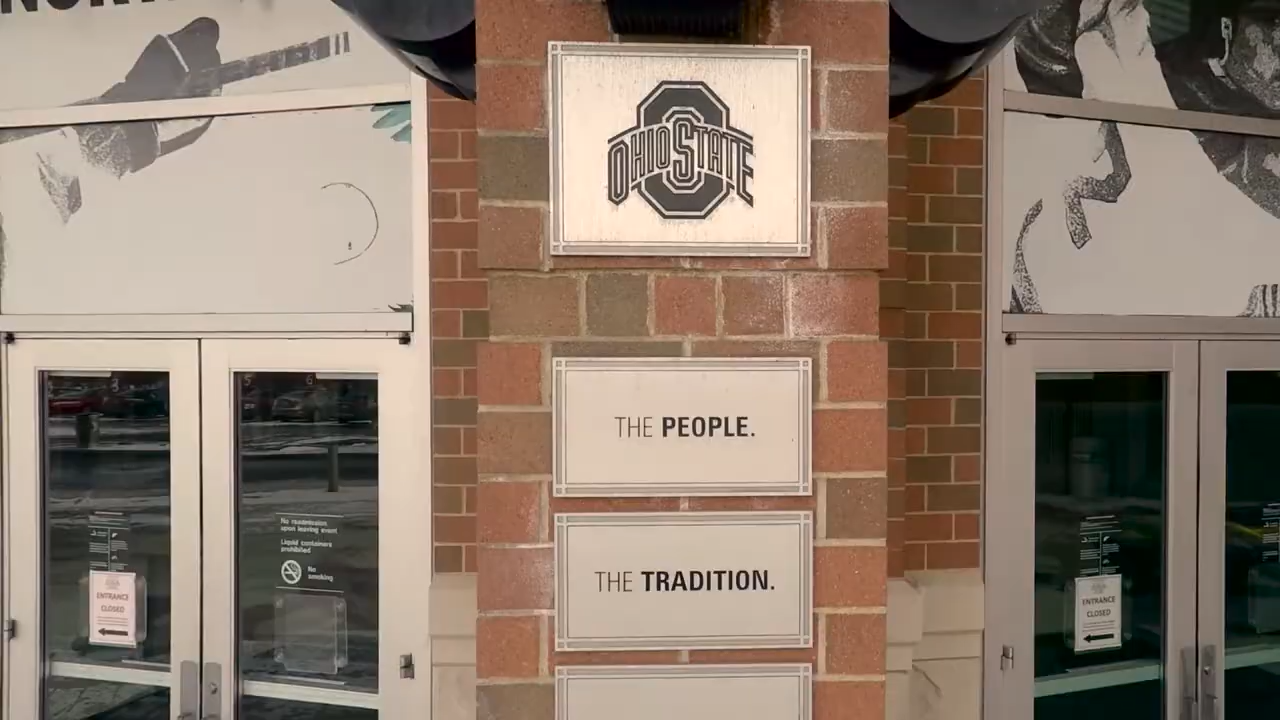 NORT
OHIO STATE
THE PEOPLE.
THE TRADITION.
No readmission
upon leaving event
Liquid containers
prohibited
No
smoking
ENTRANCE
CLOSED
ENTRANCE
CLOSED